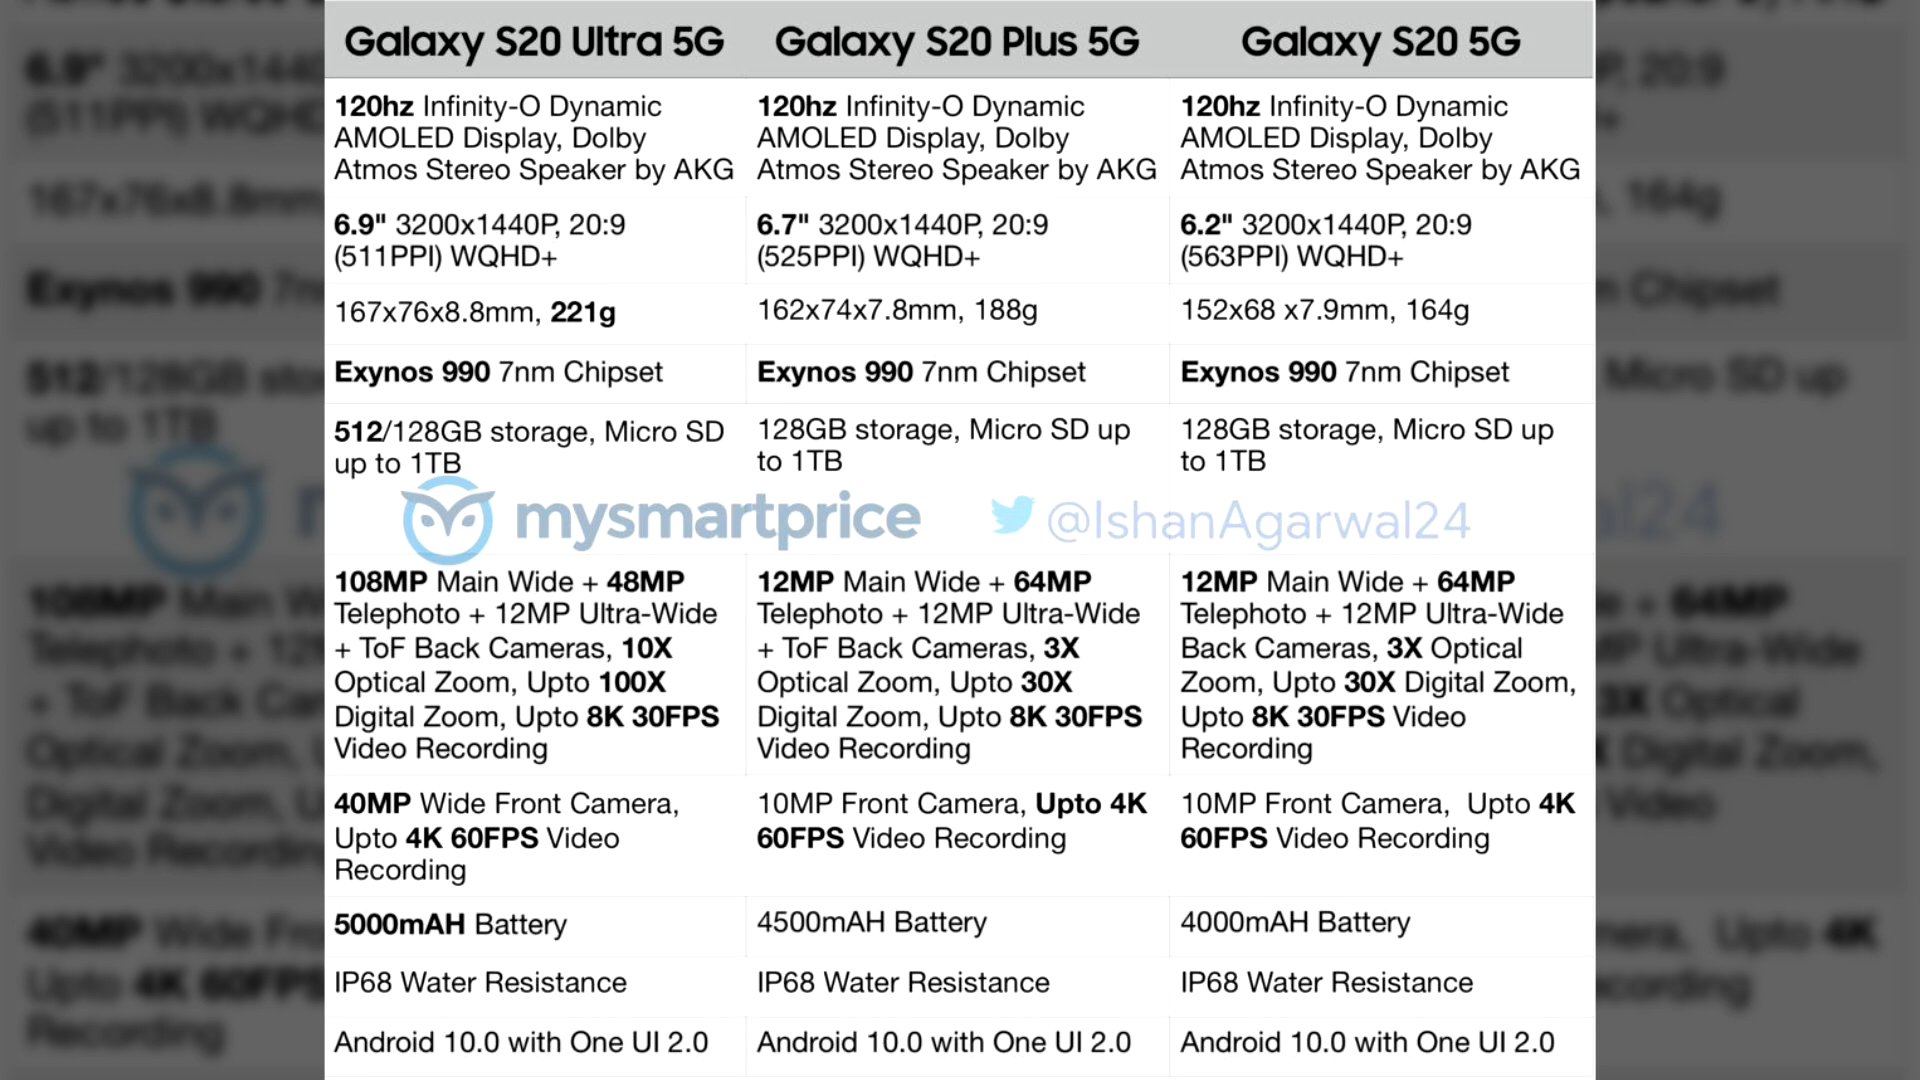 Galaxy S20 Ultra 5G
Galaxy S20 Plus 5G
Galaxy S20 5G
120hz Infinity-O Dynamic
AMOLED Display, Dolby
Atmos Stereo Speaker by AKG
120hz Infinity-O Dynamic
AMOLED Display, Dolby
Atmos Stereo Speaker by AKG
120hz Infinity-O Dynamic
AMOLED Display, Dolby
Atmos Stereo Speaker by AKG
6.9" 3200x1440P, 20:9
(511PPI) WQHD+
6.7" 3200x1440P, 20:9
(525PPI) WQHD+
6.2" 3200x1440P, 20:9
(563PPI) WQHD+
167x76x8.8mm, 221g
162x74x7.8mm, 188g
152x68 x7.9mm, 164g
Exynos 990 7nm Chipset
Exynos 990 7nm Chipset
Exynos 990 7nm Chipset
512/128GB storage, Micro SD
up to 1TB
128GB storage, Micro SD up
to 1TB
128GB storage, Micro SD up
to 1TB
mysmartprice
@IshanAgarwal24
108MP Main Wide + 48MP
Telephoto + 12MP Ultra-Wide
+ ToF Back Cameras, 10X
Optical Zoom, Upto 100X
Digital Zoom, Upto 8K 30FPS
Video Recording
12MP Main Wide + 64MP
Telephoto + 12MP Ultra-Wide
+ ToF Back Cameras, 3X
Optical Zoom, Upto 30X
Digital Zoom, Upto 8K 30FPS
Video Recording
12MP Main Wide + 64MP
Telephoto + 12MP Ultra-Wide
Back Cameras, 3X Optical
Zoom, Upto 30X Digital Zoom,
Upto 8K 30FPS Video
Recording
40MP Wide Front Camera,
Upto 4K 60FPS Video
Recording
10MP Front Camera, Upto 4K
60FPS Video Recording
10MP Front Camera,  Upto 4K
60FPS Video Recording
5000mAH Battery
4500mAH Battery
4000mAH Battery
IP68 Water Resistance
IP68 Water Resistance
IP68 Water Resistance
Android 10.0 with One UI 2.0
Android 10.0 with One UI 2.0
Android 10.0 with One UI 2.0